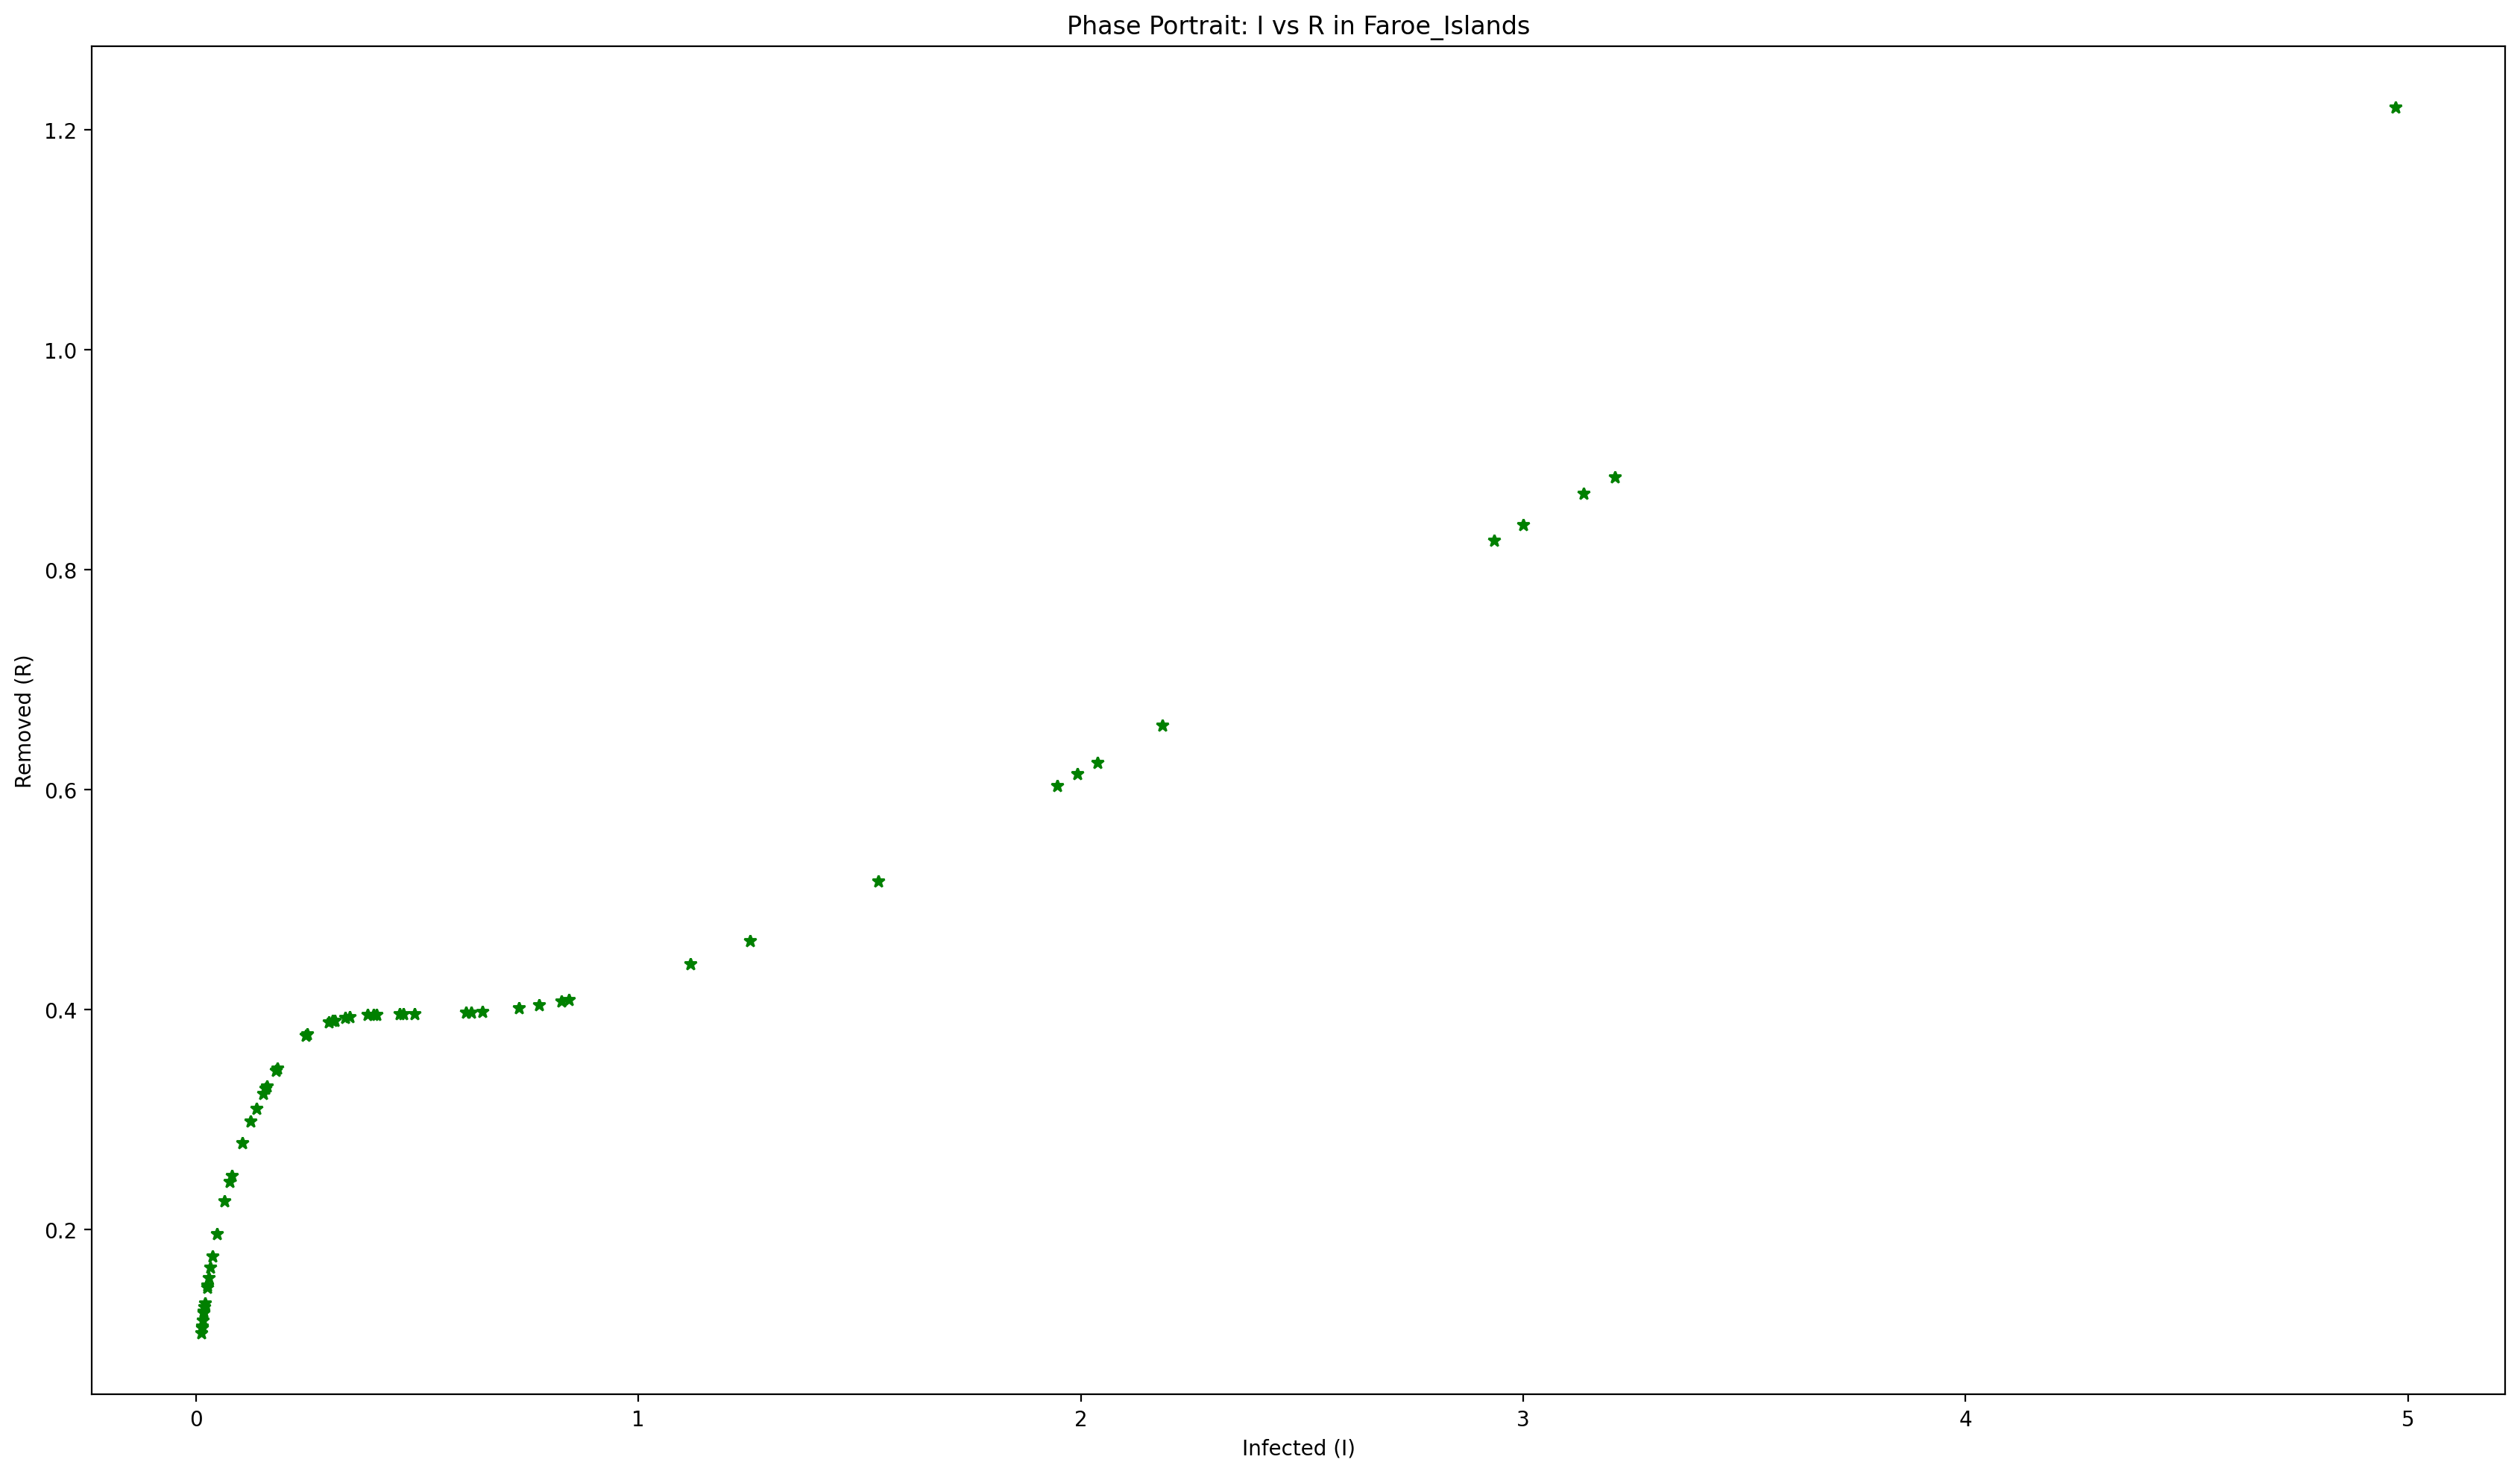 Phase Portrait: I vs R in Faroe_Islands
1.2
1.0
0.8
0.6
0.4
0.2
Removed (R)
0 1 2 3 4 5
Infected (I)